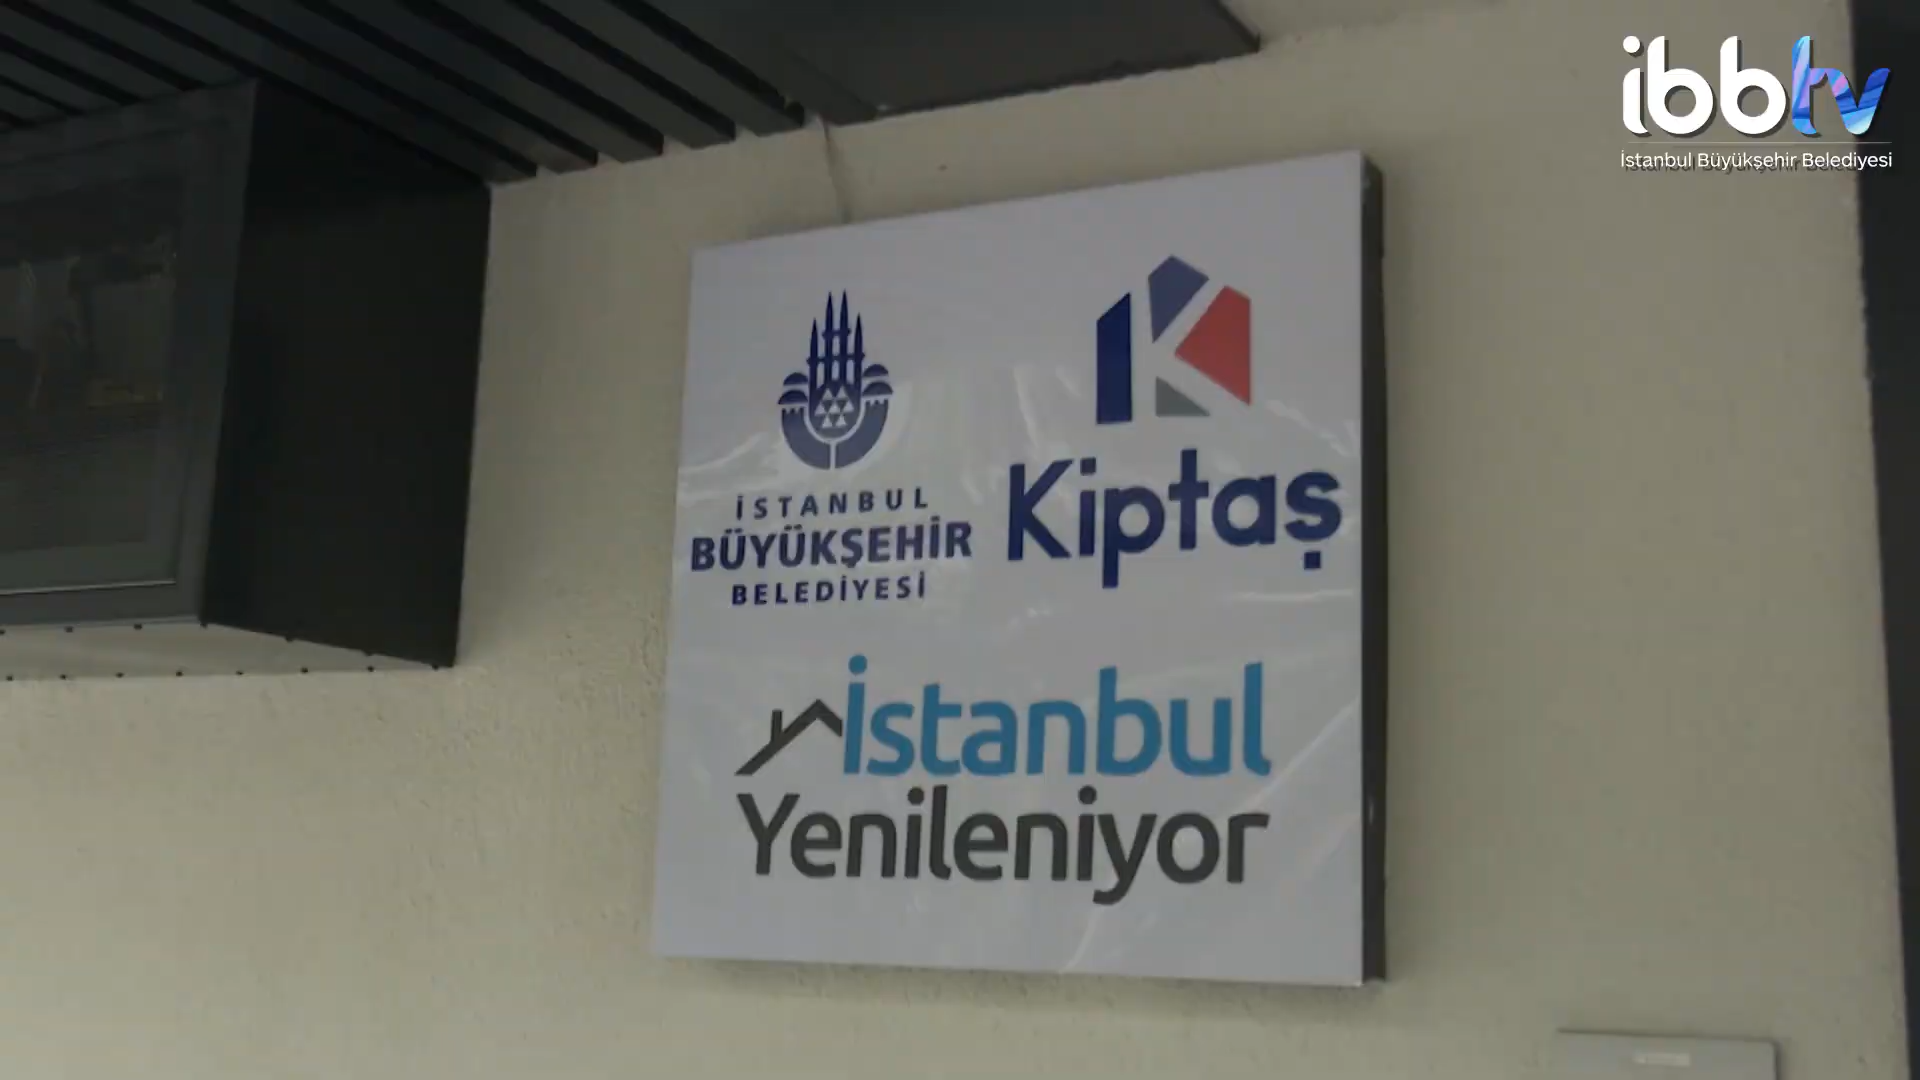 ibbtv
İstanbul Büyükşehir Belediyesi
İSTANBUL
BÜYÜKŞEHİR
BELEDİYESİ
Kiptaş
İstanbul
Yenileniyor